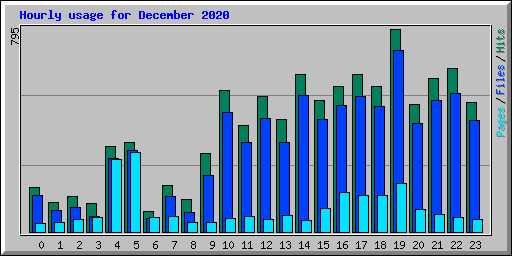 Hourly usage for December 2020
795
Pages / Files / Hits
0 1 2 3 4 5 6 7 8 9 10 11 12 13 14 15 16 17 18 19 20 21 22 23